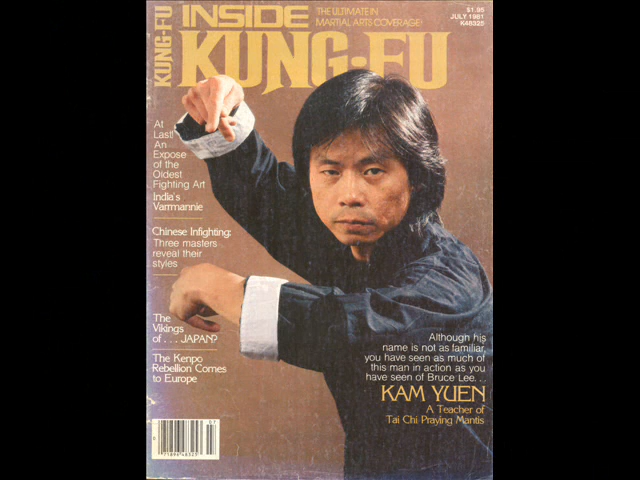 KUNG-FU
INSIDE
THE ULTIMATE IN
MARTIAL ARTS COVERAGE!
$1.95
JULY 1981
K48325
KUNG-FU
At
Last!
An
Expose
of the
Oldest
Fighting Art
India's
Varmannie
Chinese Infighting:
Three masters
reveal their
styles
The
Vikings
of . . . JAPAN?
The Kenpo
Rebellion Comes
to Europe
Although his
name is not as familiar,
you have seen as much of
this man in action as you
have seen of Bruce Lee. . .
KAM YUEN
A Teacher of
Tai Chi Praying Mantis
07